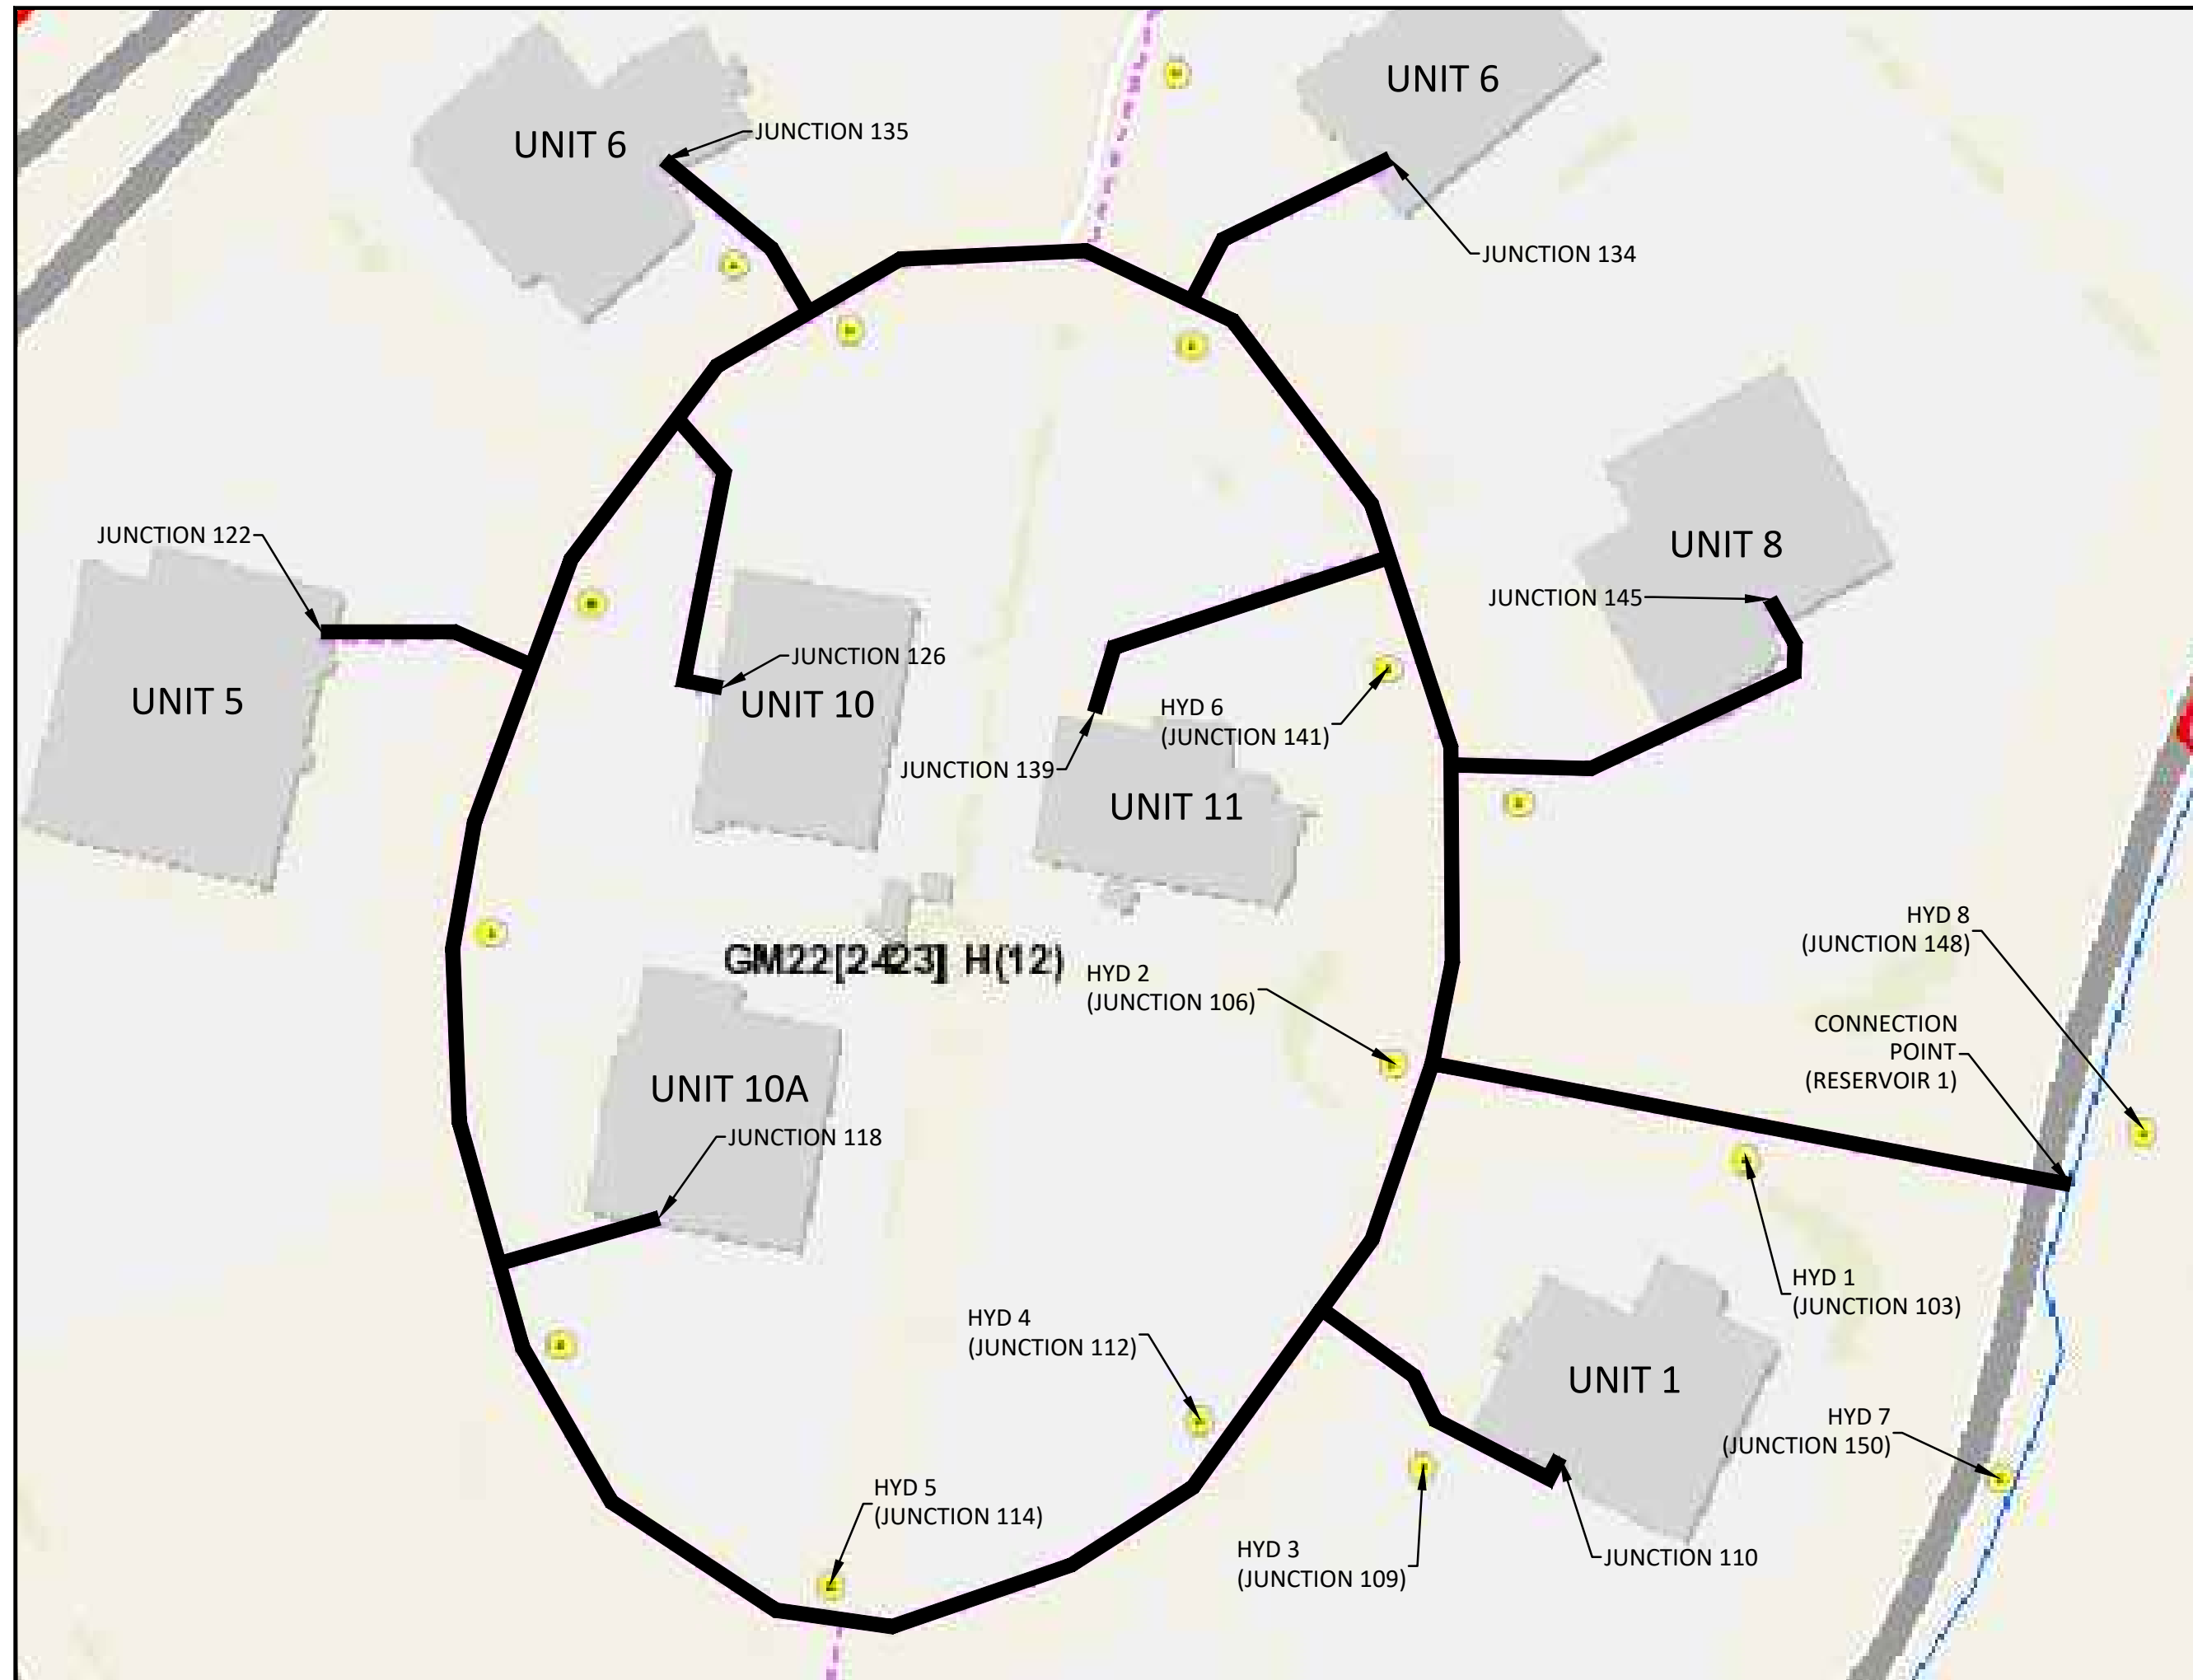 UNIT 6
JUNCTION 135
UNIT 6
JUNCTION 134
JUNCTION 122
UNIT 5
JUNCTION 126
UNIT 10
UNIT 8
JUNCTION 145
HYD 6
(JUNCTION 141)
JUNCTION 139
UNIT 11
GM22[2423] H(12)
HYD 2
(JUNCTION 106)
HYD 8
(JUNCTION 148)
CONNECTION
POINT
(RESERVOIR 1)
UNIT 10A
JUNCTION 118
HYD 1
(JUNCTION 103)
HYD 4
(JUNCTION 112)
UNIT 1
HYD 7
(JUNCTION 150)
HYD 5
(JUNCTION 114)
HYD 3
(JUNCTION 109)
JUNCTION 110